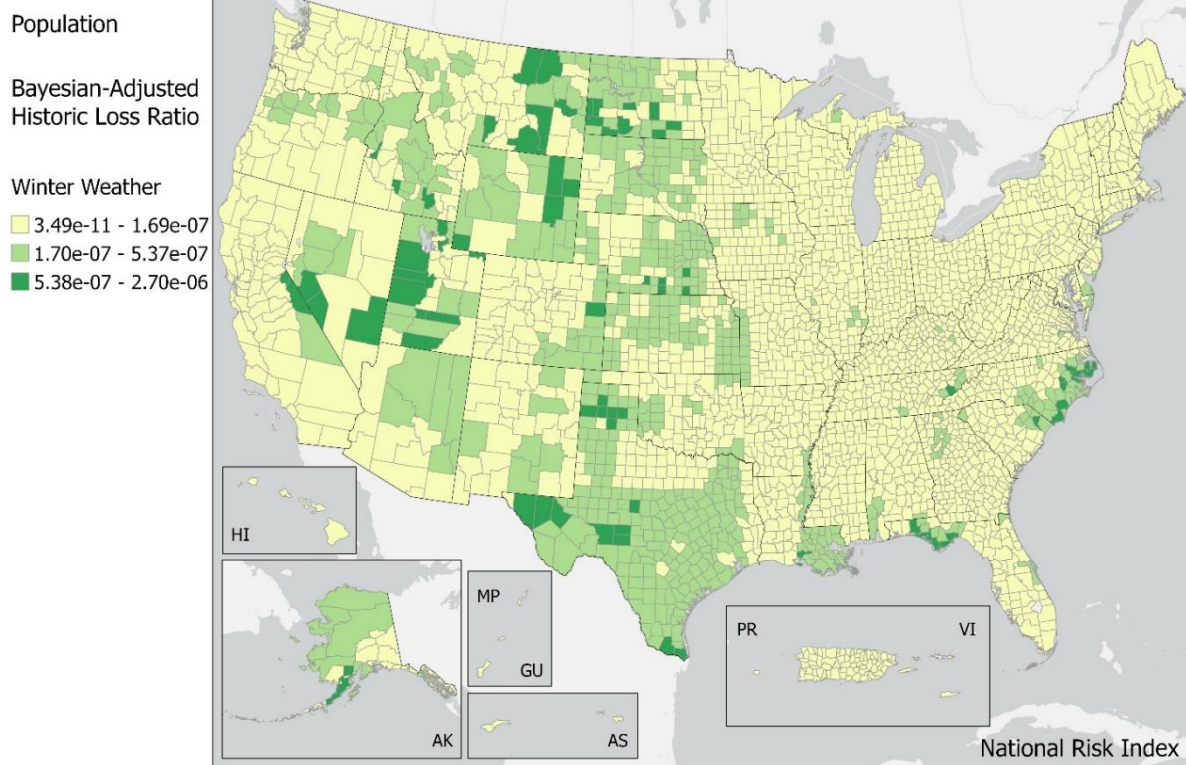 Population
Bayesian-Adjusted
Historic Loss Ratio
Winter Weather
3.49e-11 - 1.69e-07
1.70e-07 - 5.37e-07
5.38e-07 - 2.70e-06
HI
AK
MP
GU
AS
PR
VI
National Risk Index